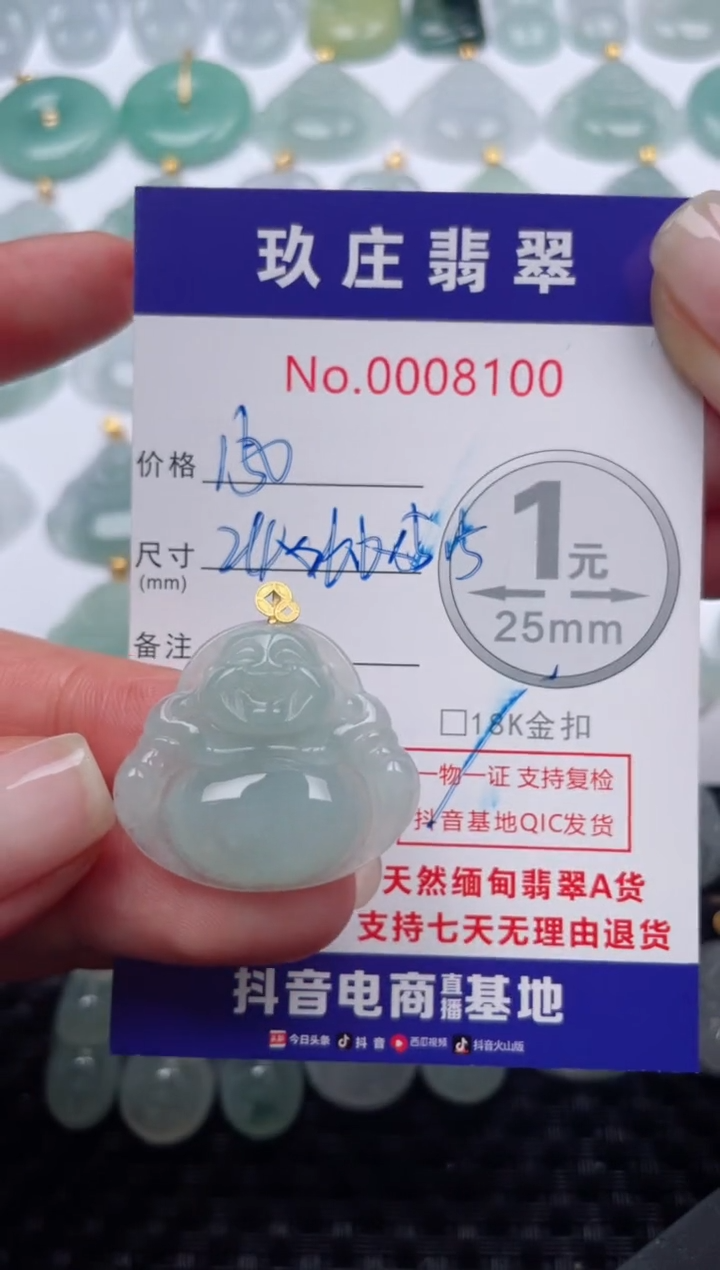 玖庄翡翠
No.0008100
价格 150
尺寸
(mm)
备注
1元
25mm
□18K金扣
一物一证 支持复检
抖音基地QIC发货
天然缅甸翡翠A货
支持七天无理由退货
抖音电商直播基地
今日头条 抖音 西瓜视频 抖音火山版